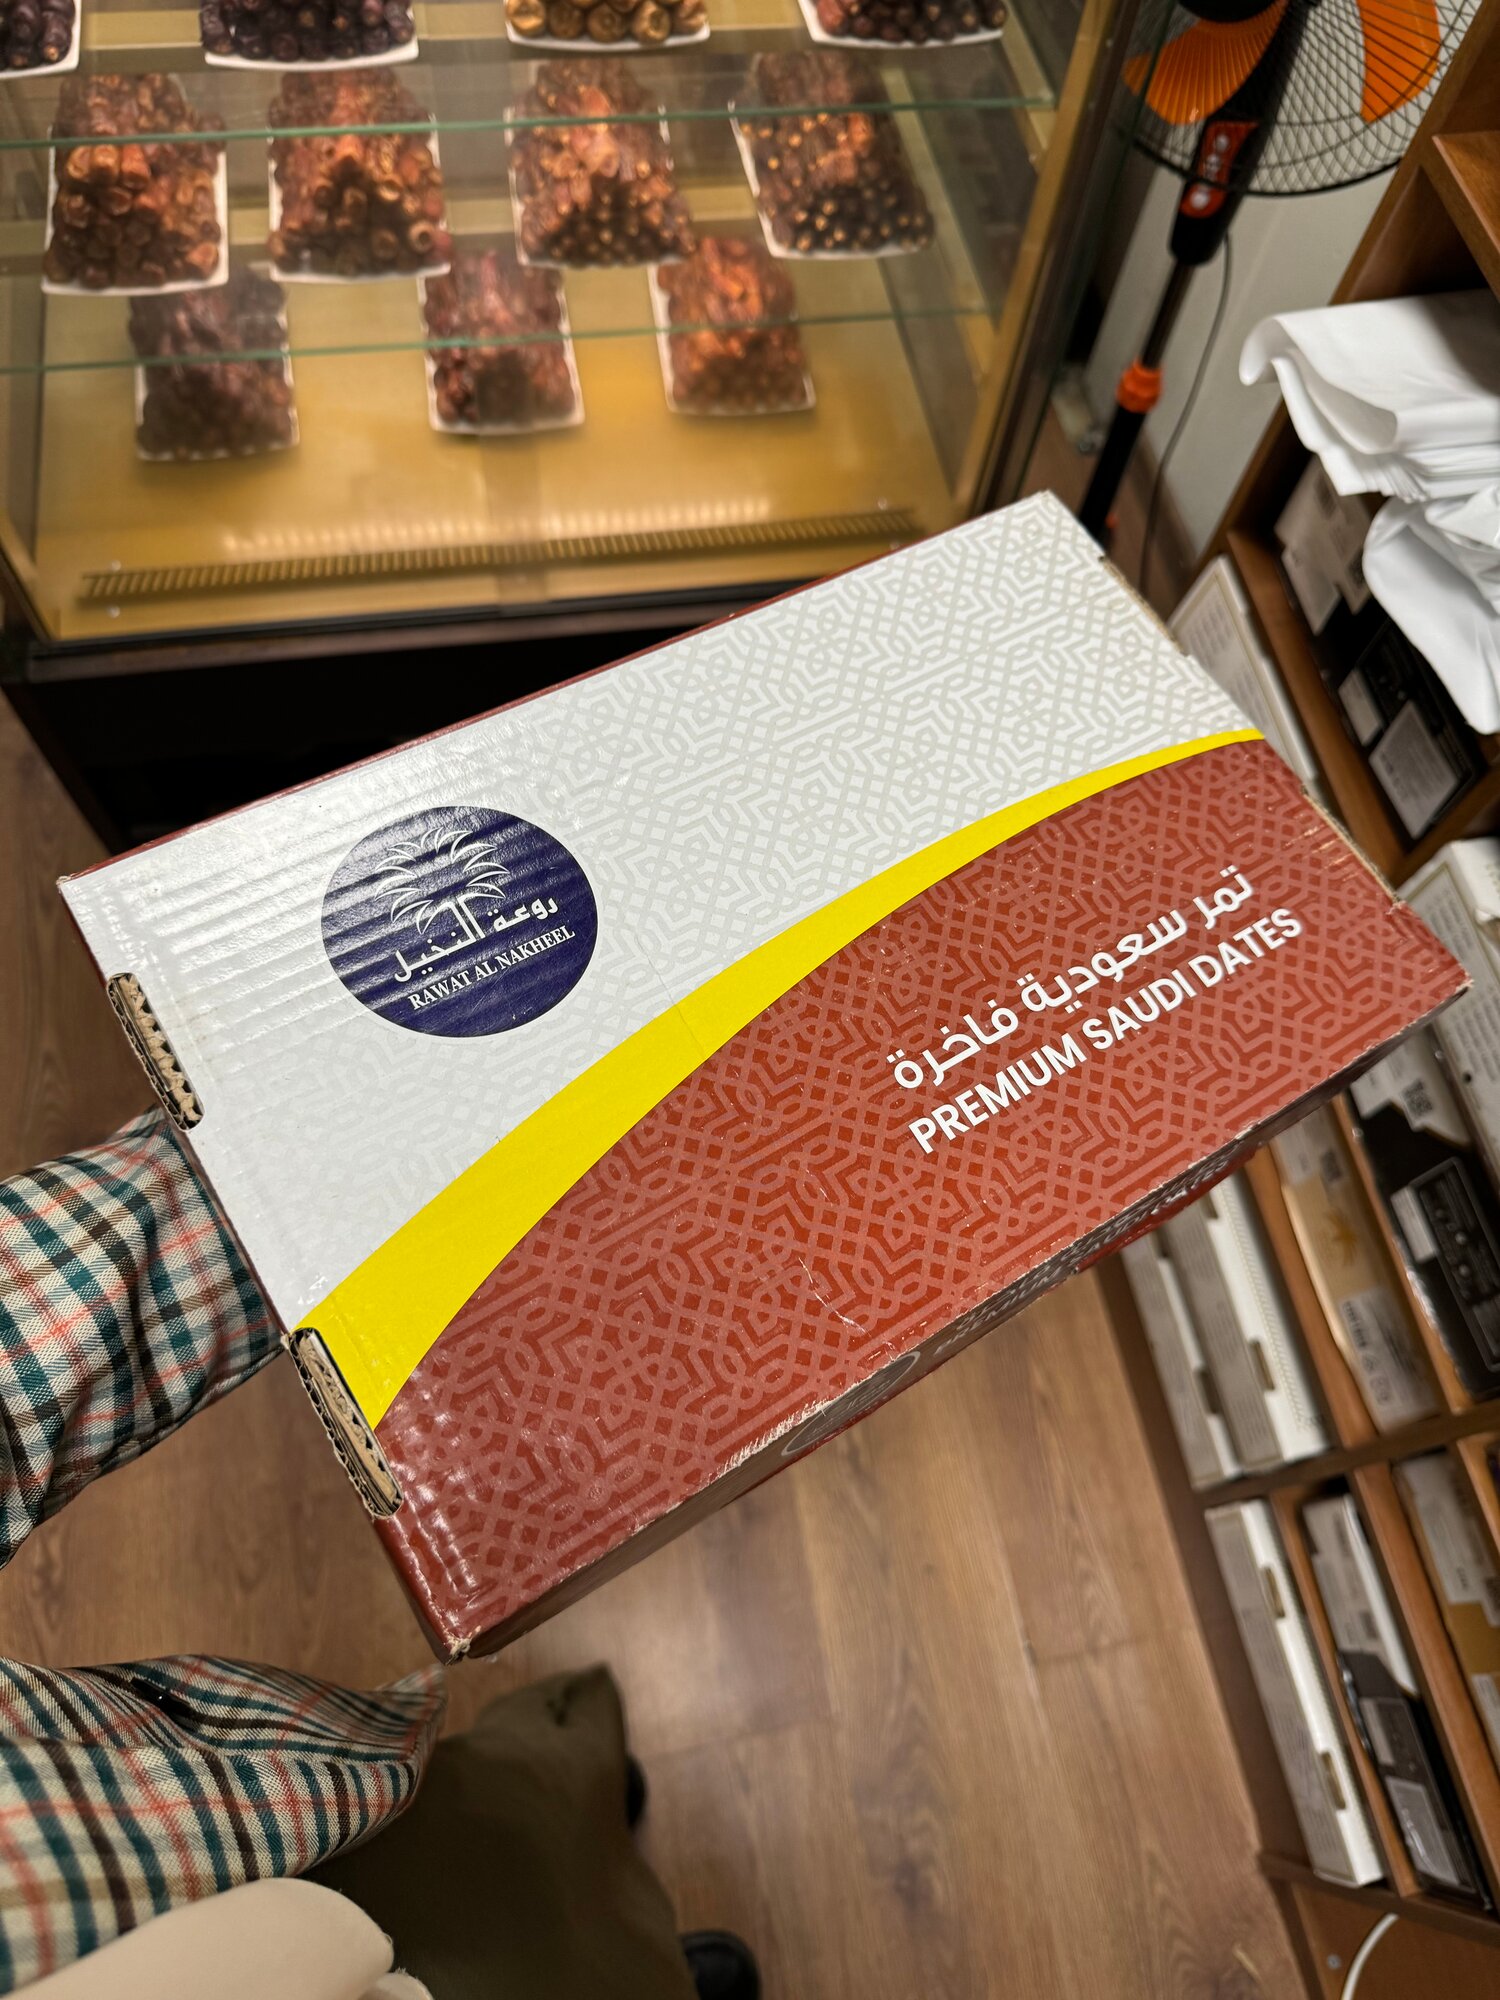 روعة النخيل
RAWAT AL NAKHEEL
تمر سعودية فاخرة
PREMIUM SAUDI DATES